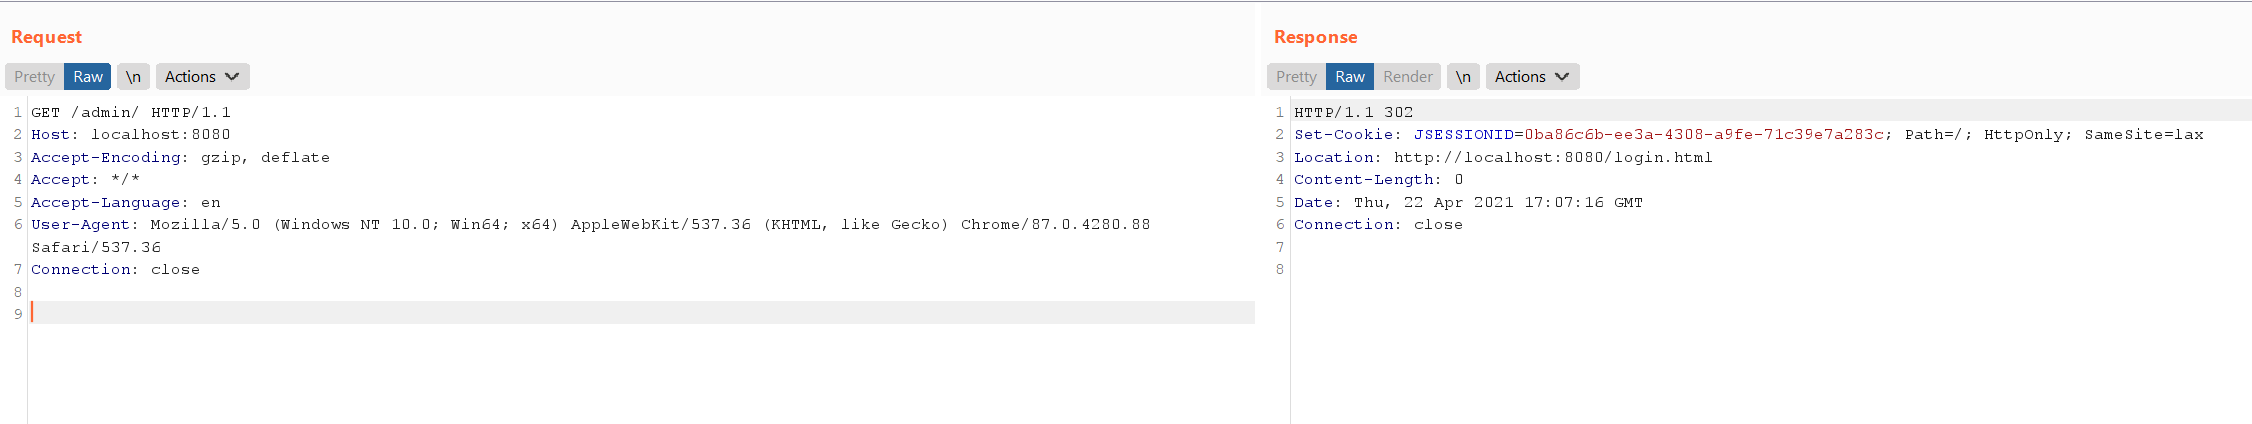 Request
Pretty Raw \n Actions
1 GET /admin/ HTTP/1.1
2 Host: localhost:8080
3 Accept-Encoding: gzip, deflate
4 Accept: */*
5 Accept-Language: en
6 User-Agent: Mozilla/5.0 (Windows NT 10.0; Win64; x64) AppleWebKit/537.36 (KHTML, like Gecko) Chrome/87.0.4280.88
Safari/537.36
7 Connection: close
8
9
Response
Pretty Raw Render \n Actions
1 HTTP/1.1 302
2 Set-Cookie: JSESSIONID=0ba86c6b-ee3a-4308-a9fe-71c39e7a283c; Path=/; HttpOnly; SameSite=lax
3 Location: http://localhost:8080/login.html
4 Content-Length: 0
5 Date: Thu, 22 Apr 2021 17:07:16 GMT
6 Connection: close
7
8